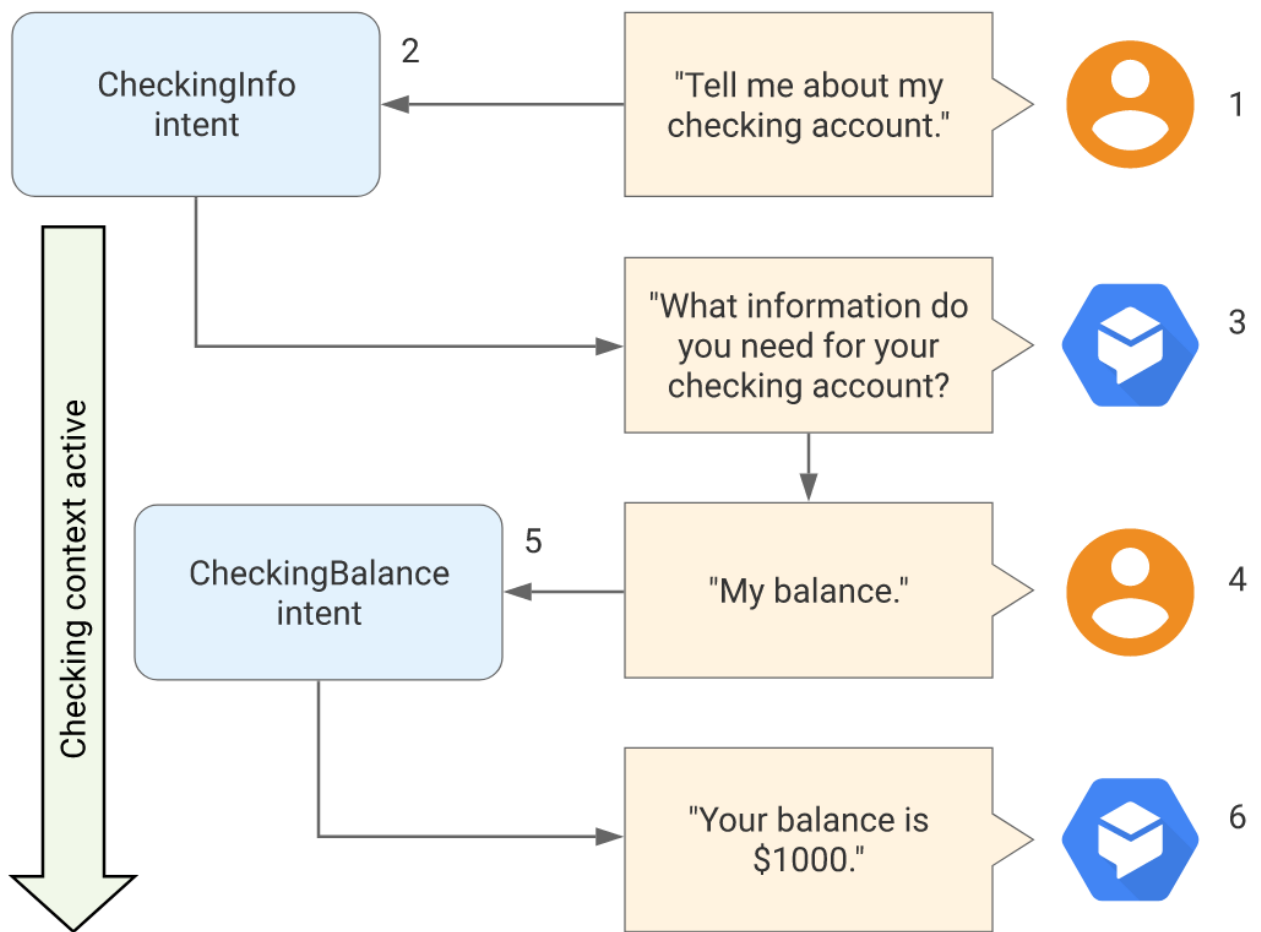 CheckingInfo
intent
2
"Tell me about my
checking account."
1
"What information do
you need for your
checking account?
3
Checking context active
CheckingBalance
intent
5
"My balance."
4
"Your balance is
$1000."
6